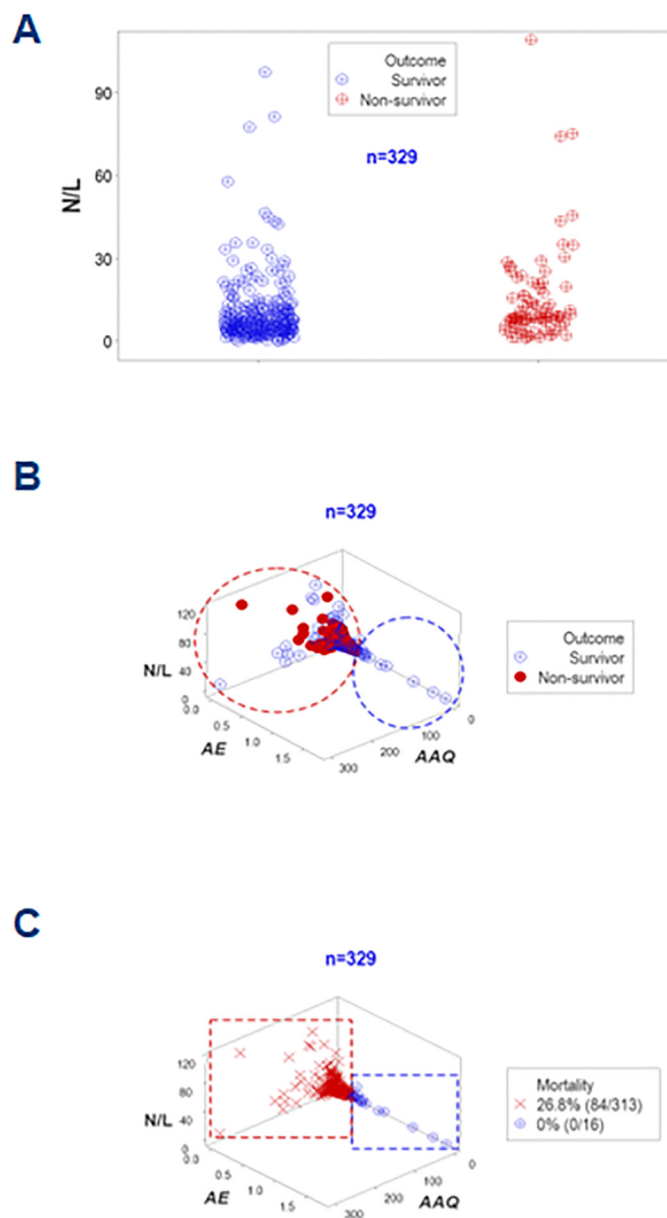 A
Outcome
Survivor
Non-survivor
n=329
N/L
90
60
30
0
B
n=329
120
80
40
0
N/L
0.0
0.5
1.0
1.5
AE
300
200
100
0
AAQ
Outcome
Survivor
Non-survivor
C
n=329
120
80
40
0
N/L
0.0
0.5
1.0
1.5
AE
300
200
100
0
AAQ
Mortality
26.8% (84/313)
0% (0/16)